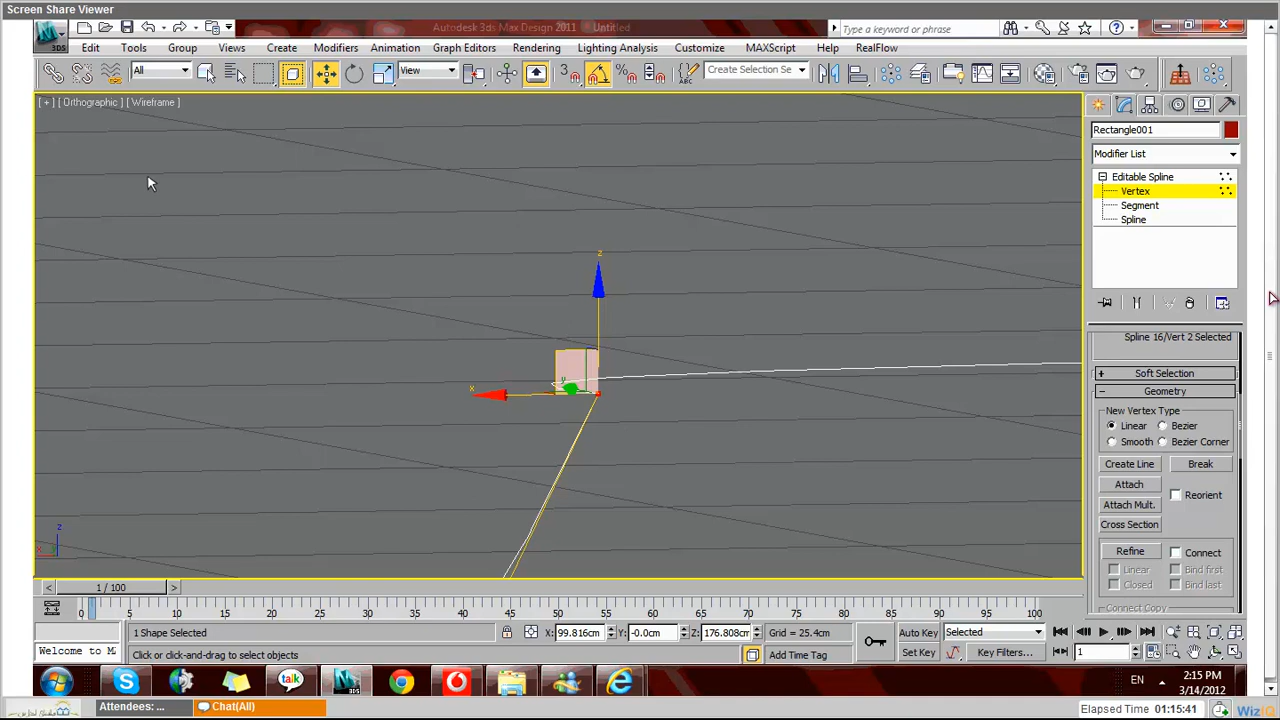 Screen Share Viewer
Autodesk 3ds Max Design 2011 Untitled
Type a keyword or phrase
3DS
Edit Tools Group Views Create Modifiers Animation Graph Editors Rendering Lighting Analysis Customize MAXScript Help RealFlow
All View 3 Create Selection Se
[ + ] [ Orthographic ] [ Wireframe ]
Rectangle001
Modifier List
Editable Spline
Vertex
Segment
Spline
z
x
y
Spline 16/Vert 2 Selected
+ Soft Selection
- Geometry
New Vertex Type
Linear Bezier
Smooth Bezier Corner
Create Line Break
Attach Reorient
Attach Mult.
Cross Section
Refine Connect
Linear Bind first
Closed Bind last
Connect Copy
z
< 1 / 100 >
0 5 10 15 20 25 30 35 40 45 50 55 60 65 70 75 80 85 90 95 100
1 Shape Selected X: 99.816cm Y: -0.0cm Z: 176.808cm Grid = 25.4cm Auto Key Selected
Welcome to M Click or click-and-drag to select objects Add Time Tag Set Key Key Filters... 1
talk EN 2:15 PM
3/14/2012
Attendees: ... Chat(All) Elapsed Time 01:15:41 WizIQ